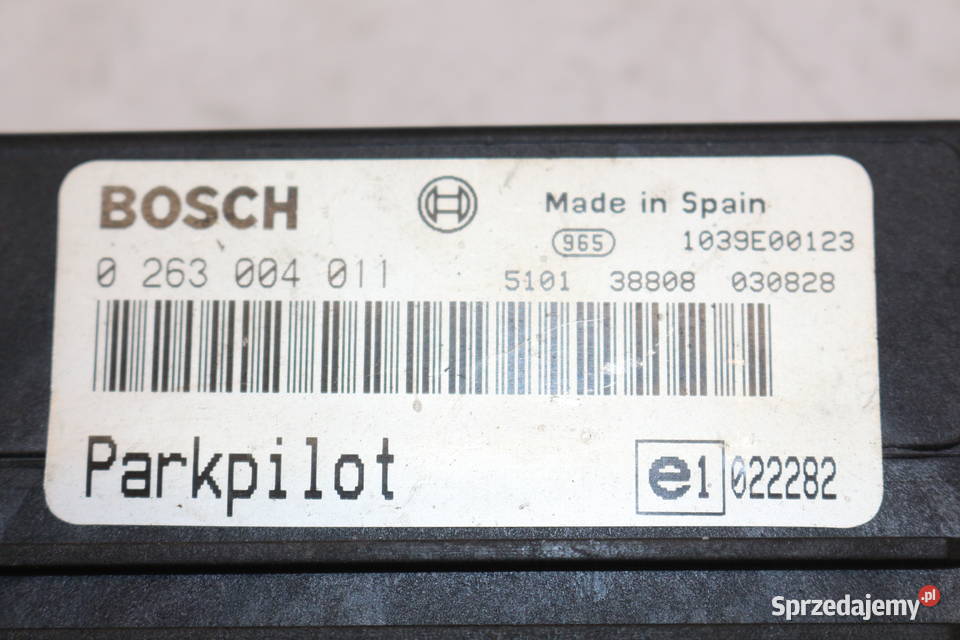 BOSCH Made in Spain
965 1039E00123
0 263 004 011 5101 38808 030828
Parkpilot e1 022282
Sprzedajemy.pl